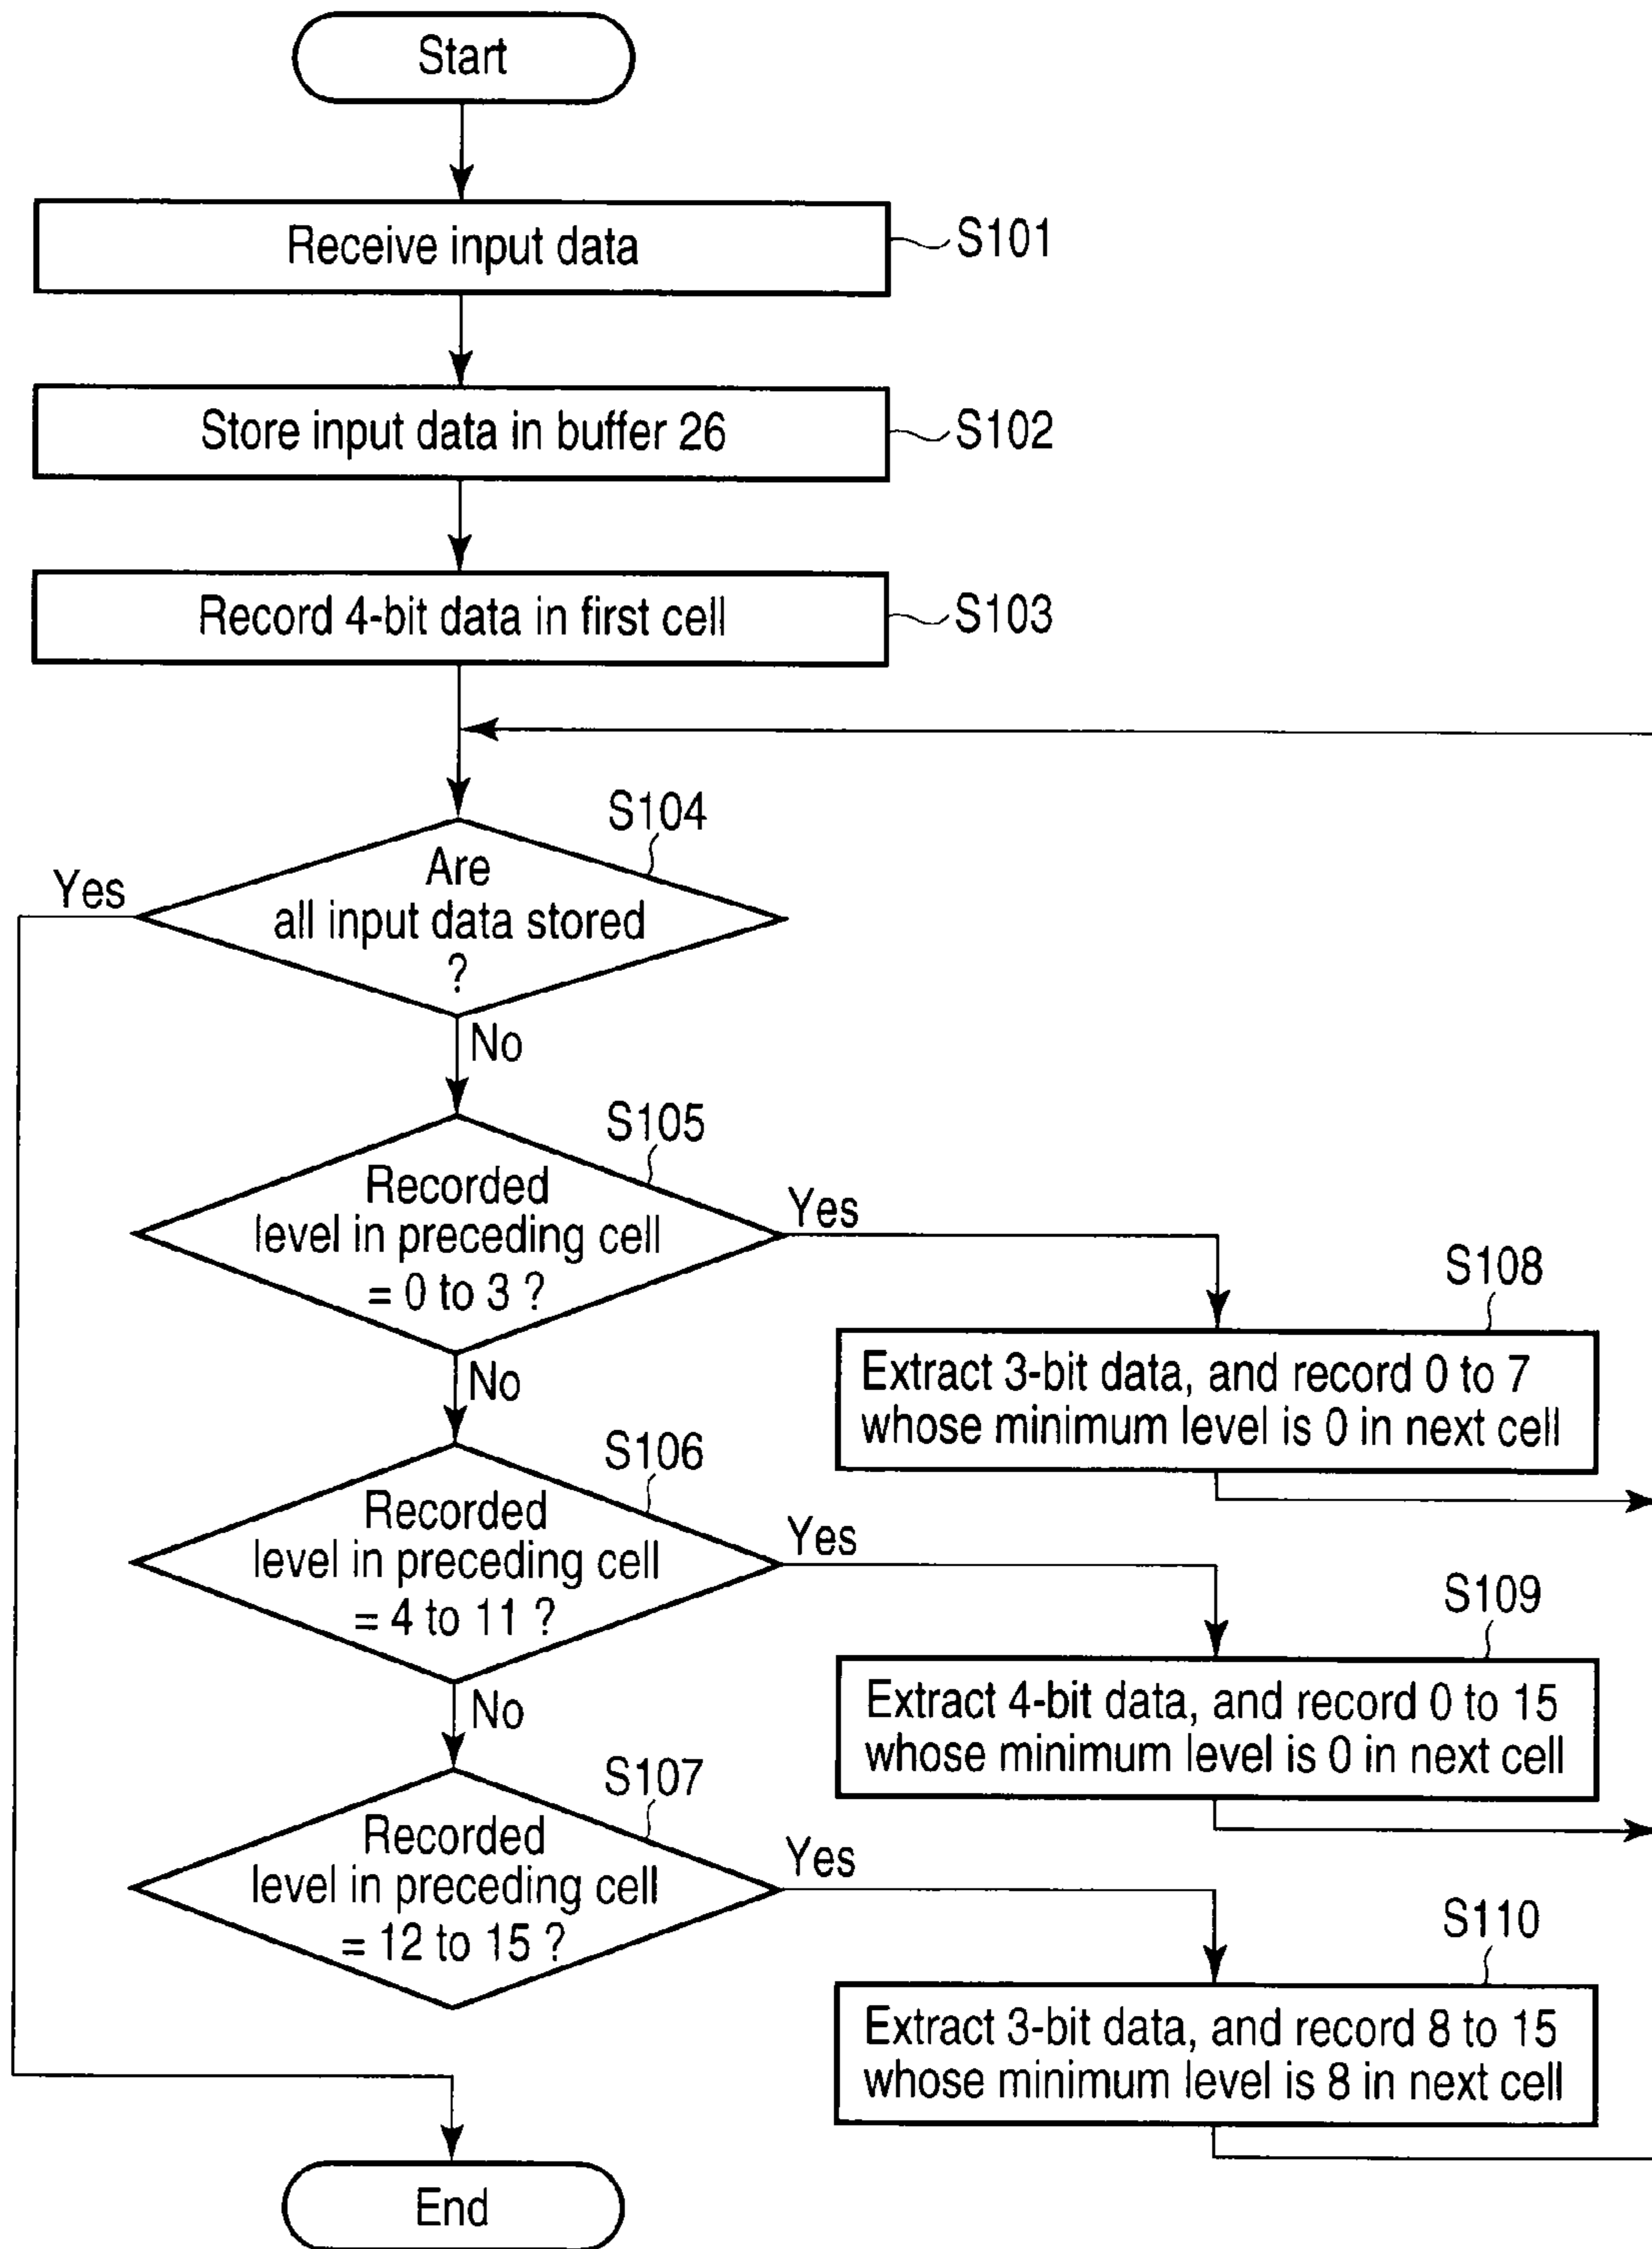 Start
Receive input data
S101
Store input data in buffer 26
S102
Record 4-bit data in first cell
S103
S104
Are
all input data stored
?
Yes
No
S105
Recorded
level in preceding cell
= 0 to 3 ?
Yes
No
S108
Extract 3-bit data, and record 0 to 7
whose minimum level is 0 in next cell
S106
Recorded
level in preceding cell
= 4 to 11 ?
Yes
No
S109
Extract 4-bit data, and record 0 to 15
whose minimum level is 0 in next cell
S107
Recorded
level in preceding cell
= 12 to 15 ?
Yes
S110
Extract 3-bit data, and record 8 to 15
whose minimum level is 8 in next cell
End